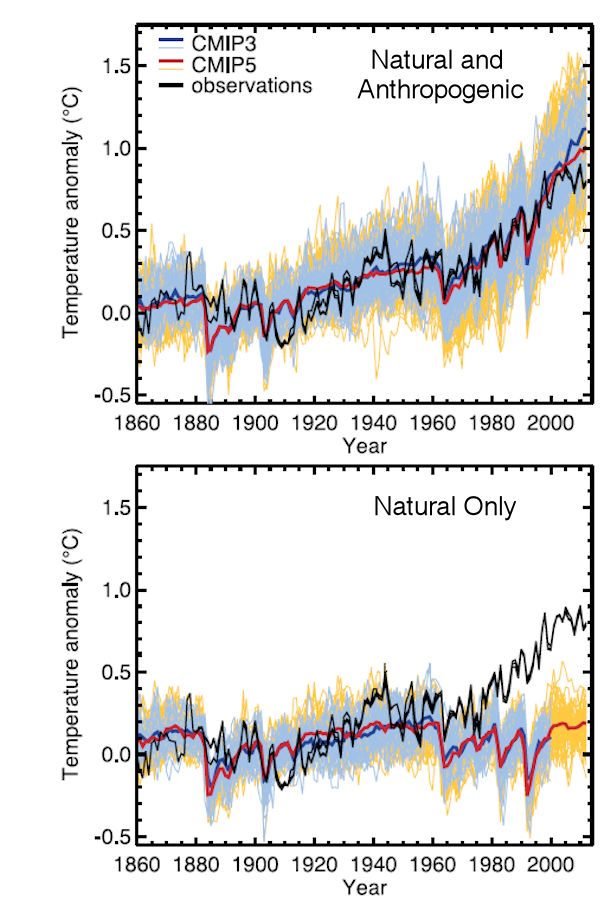 CMIP3
CMIP5
observations
Natural and
Anthropogenic
Temperature anomaly (°C)
1.5
1.0
0.5
0.0
-0.5
1860 1880 1900 1920 1940 1960 1980 2000
Year
Natural Only
Temperature anomaly (°C)
1.5
1.0
0.5
0.0
-0.5
1860 1880 1900 1920 1940 1960 1980 2000
Year